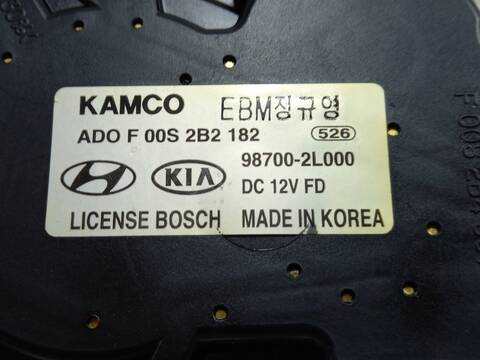 KAMCO EBM장규영
ADO F 00S 2B2 182 526
98700-2L000
KIA DC 12V FD
LICENSE BOSCH MADE IN KOREA